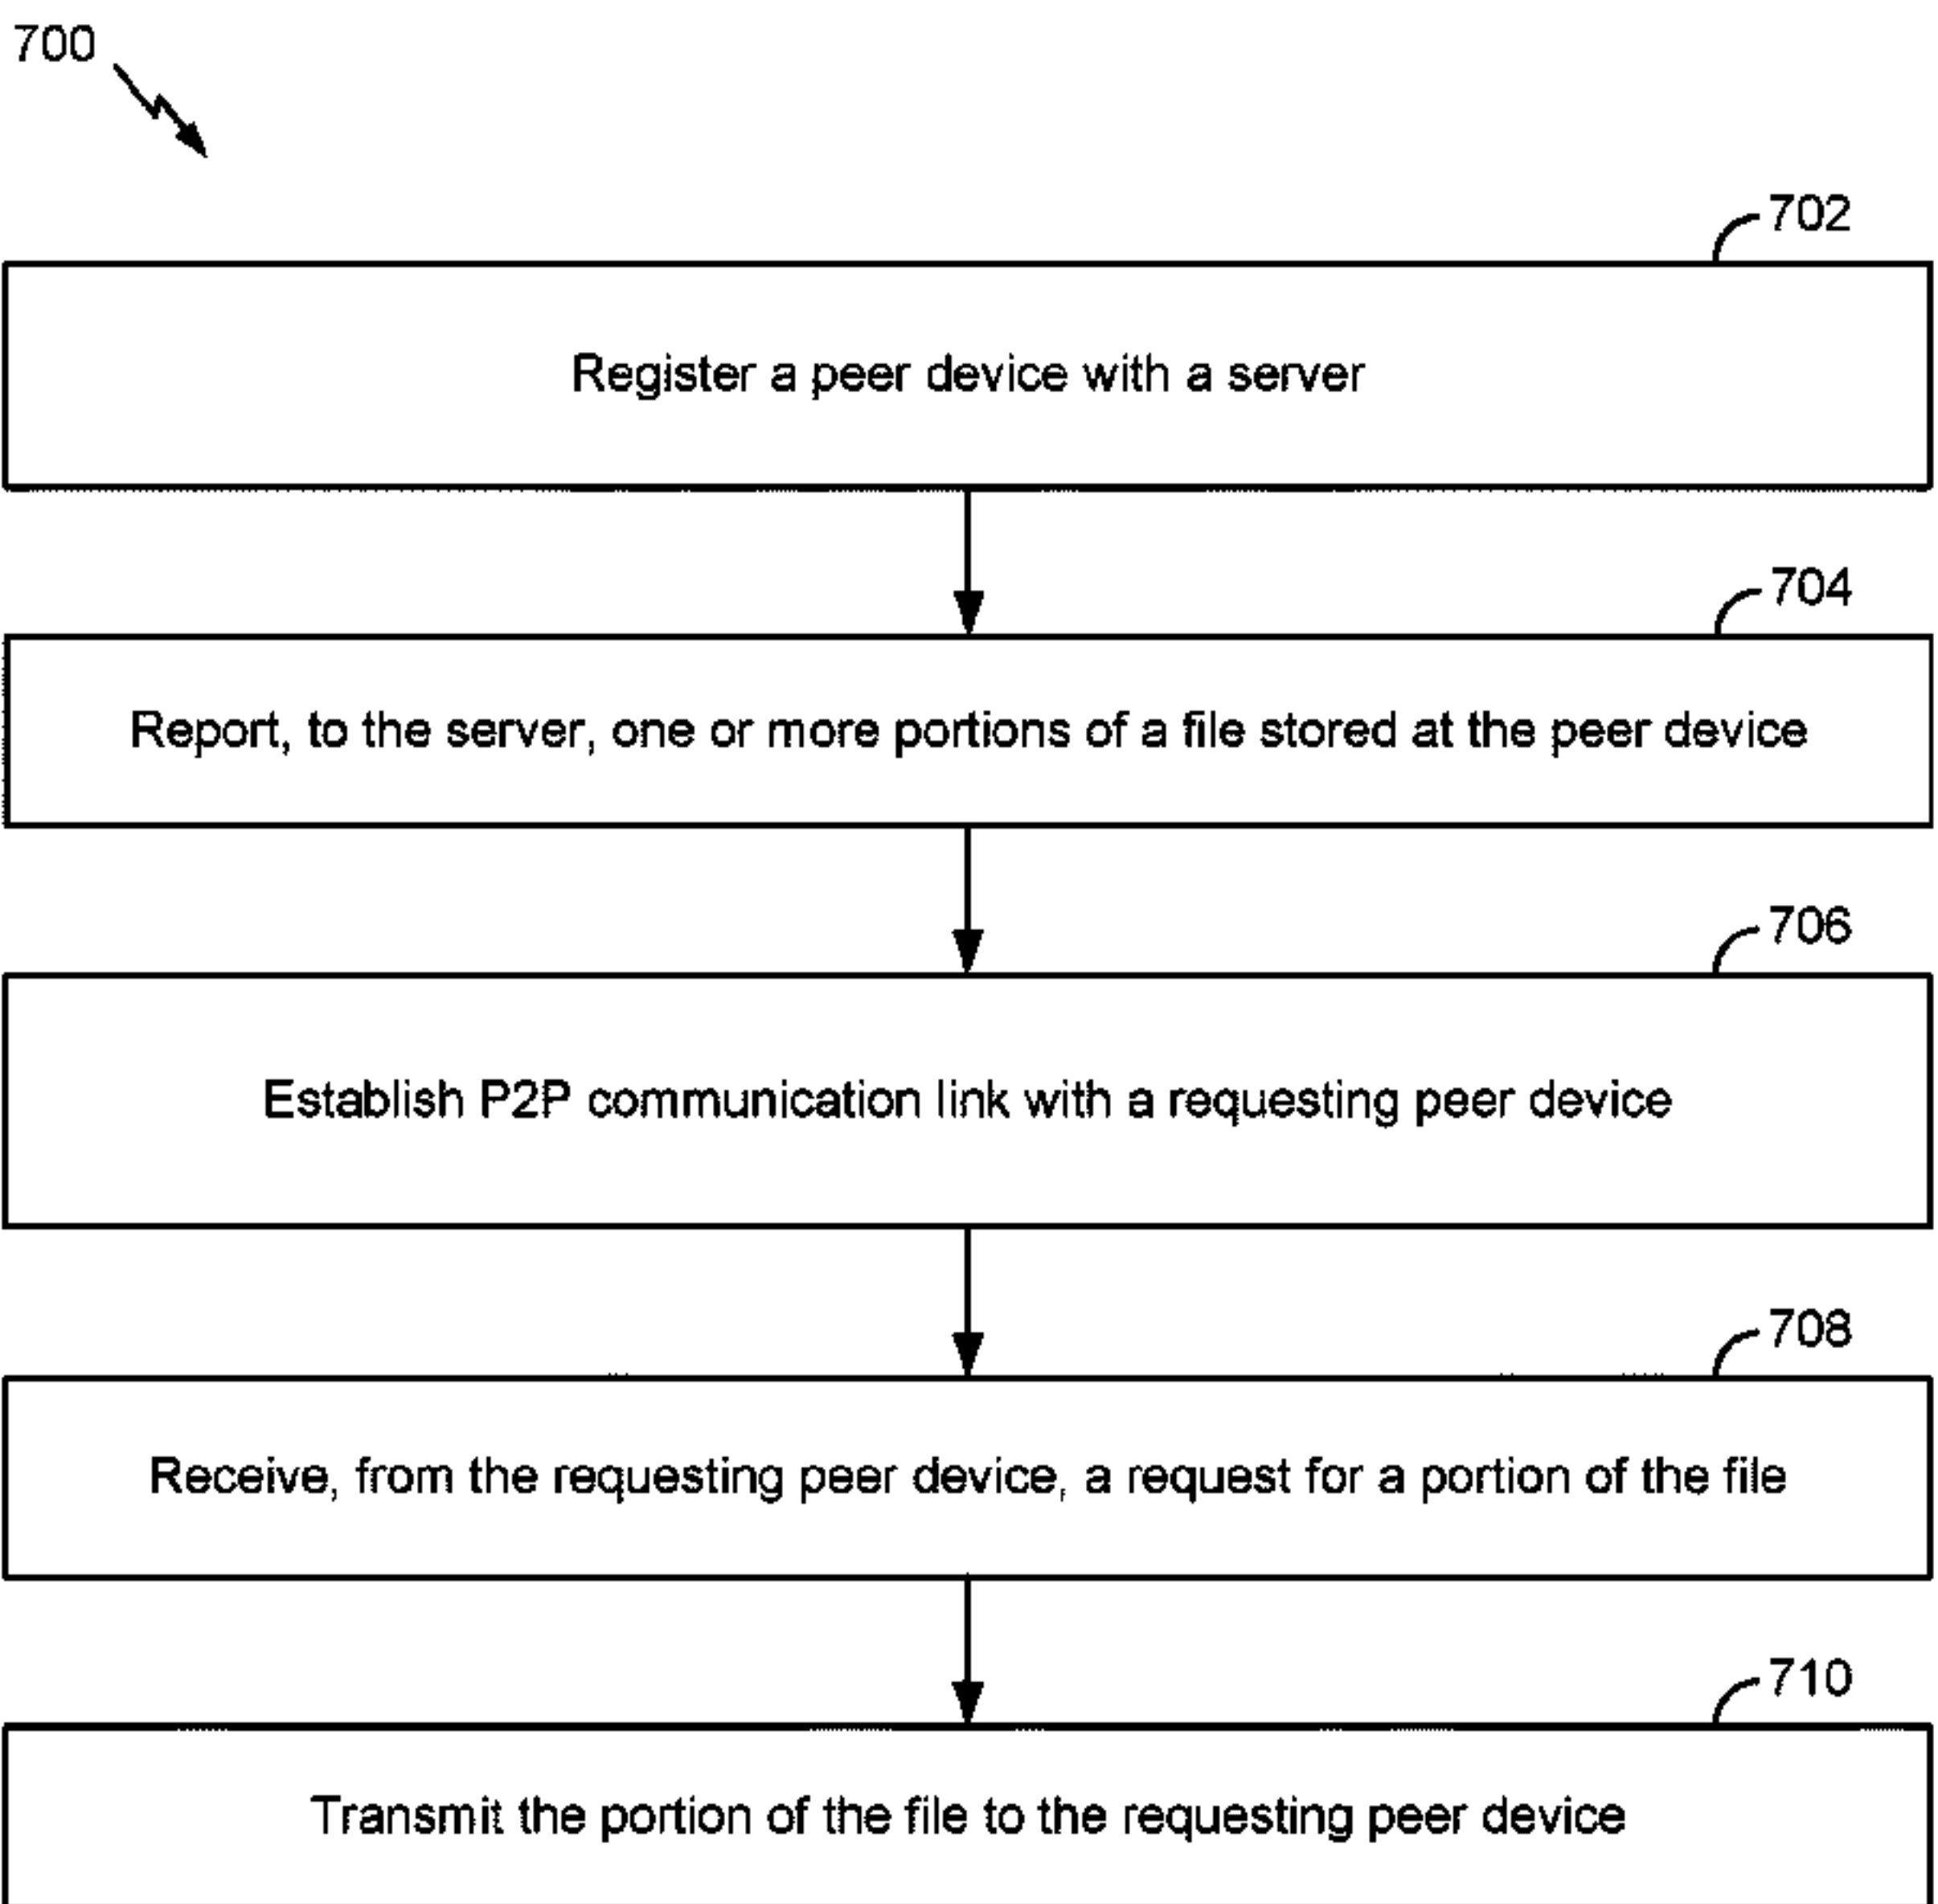 700
702
Register a peer device with a server
704
Report, to the server, one or more portions of a file stored at the peer device
706
Establish P2P communication link with a requesting peer device
708
Receive, from the requesting peer device, a request for a portion of the file
710
Transmit the portion of the file to the requesting peer device